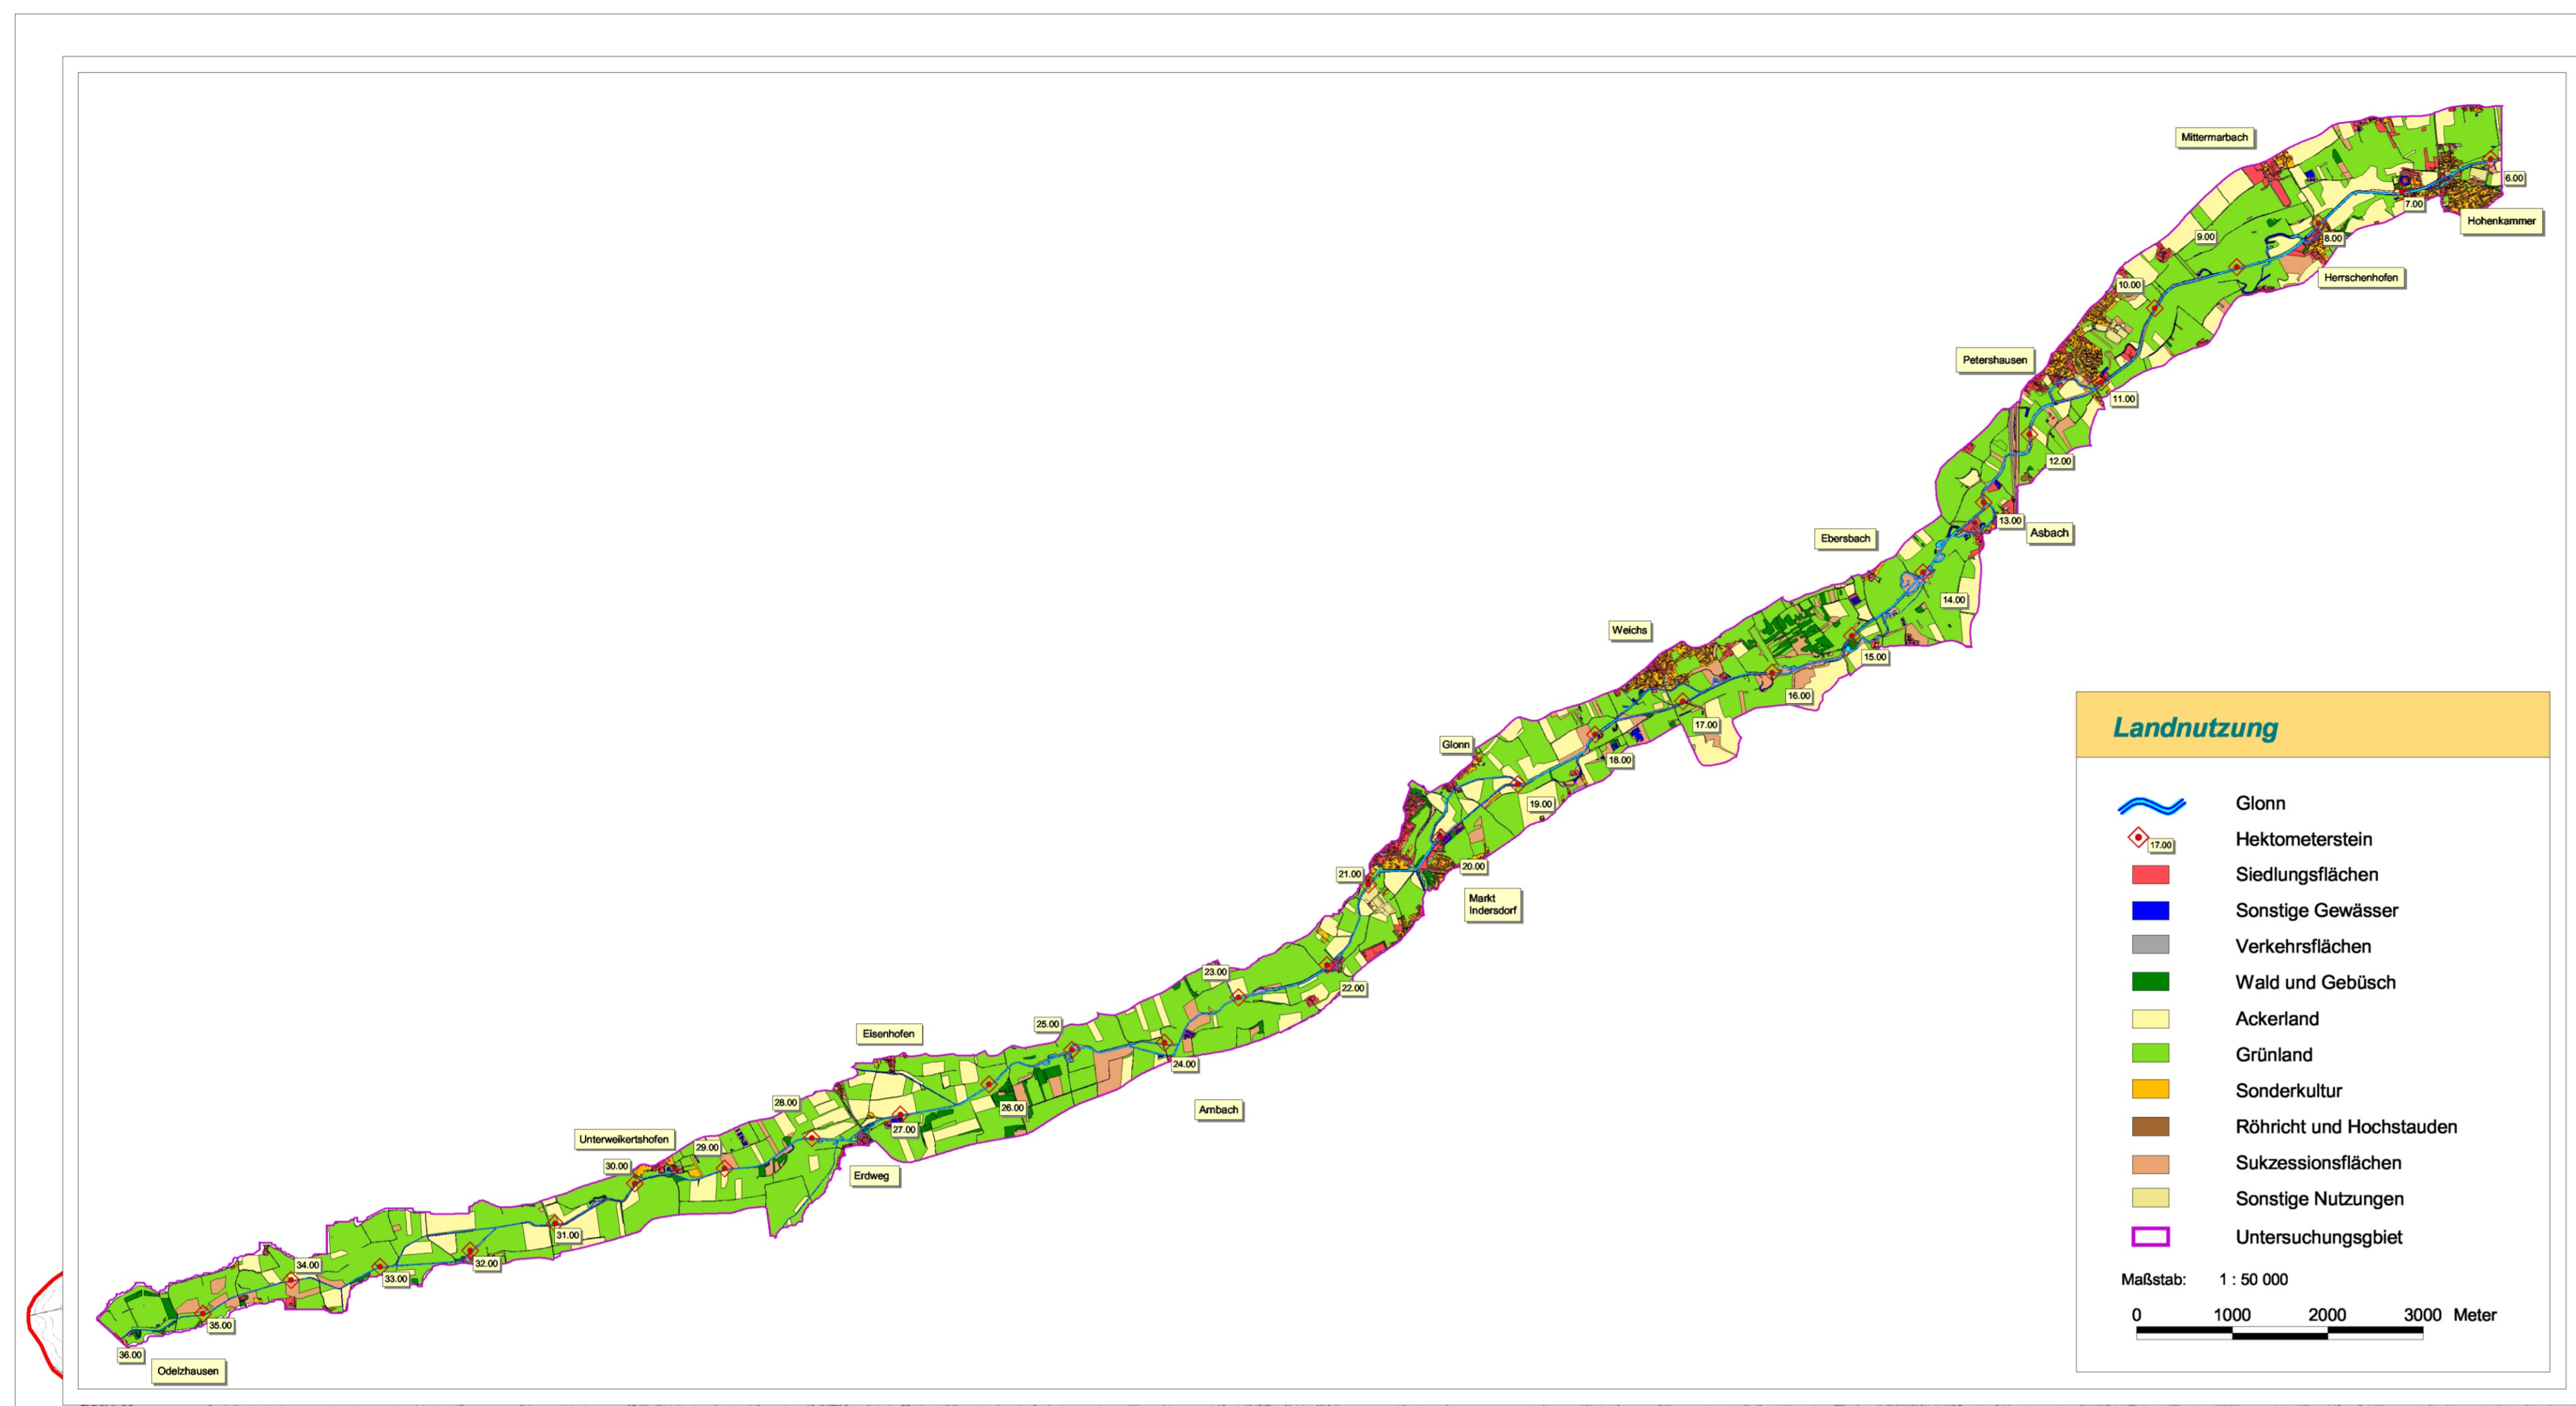 Mittermarbach
6.00
7.00
Hohenkammer
9.00
8.00
Herrschenhofen
10.00
Petershausen
11.00
12.00
13.00
Asbach
Ebersbach
14.00
Weichs
15.00
16.00
17.00
Glonn
18.00
19.00
20.00
21.00
Markt
Indersdorf
23.00
22.00
25.00
Eisenhofen
24.00
28.00
26.00
Arnbach
27.00
Unterweikertshofen
29.00
30.00
Erdweg
31.00
34.00
32.00
33.00
35.00
36.00
Odelzhausen
Landnutzung
Glonn
17.00
Hektometerstein
Siedlungsflächen
Sonstige Gewässer
Verkehrsflächen
Wald und Gebüsch
Ackerland
Grünland
Sonderkultur
Röhricht und Hochstauden
Sukzessionsflächen
Sonstige Nutzungen
Untersuchungsgbiet
Maßstab: 1 : 50 000
0 1000 2000 3000 Meter